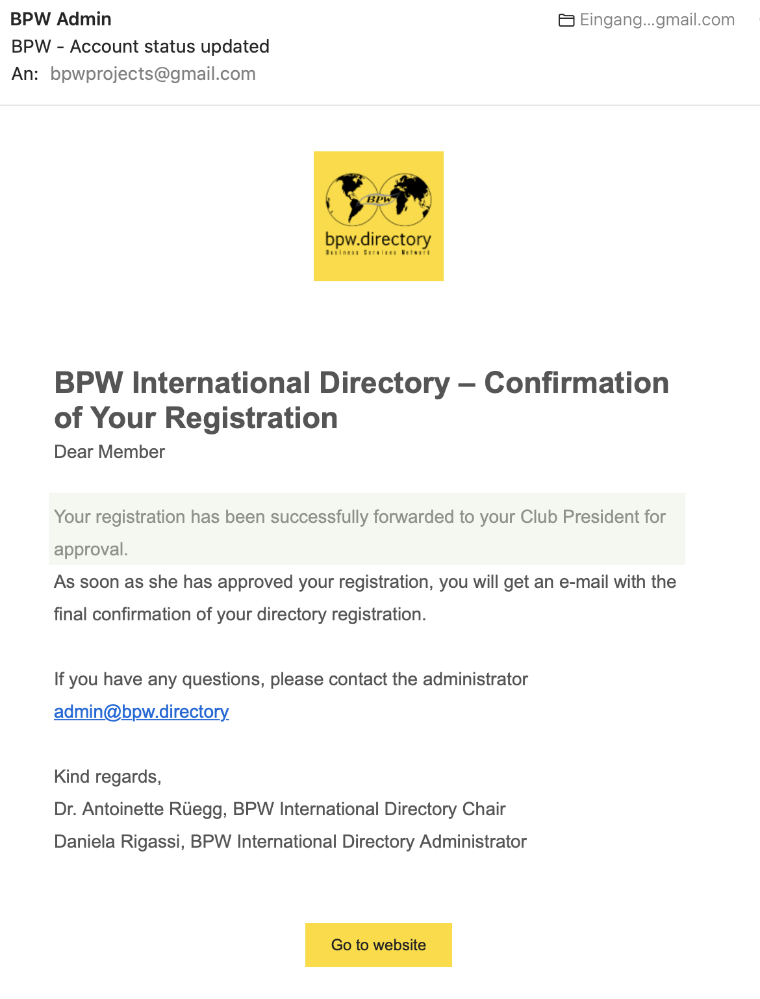 BPW Admin
Eingang...gmail.com
BPW - Account status updated
An: bpwprojects@gmail.com
BPW
bpw.directory
Business Services Network
BPW International Directory – Confirmation
of Your Registration
Dear Member
Your registration has been successfully forwarded to your Club President for
approval.
As soon as she has approved your registration, you will get an e-mail with the
final confirmation of your directory registration.
If you have any questions, please contact the administrator
admin@bpw.directory
Kind regards,
Dr. Antoinette Rüegg, BPW International Directory Chair
Daniela Rigassi, BPW International Directory Administrator
Go to website